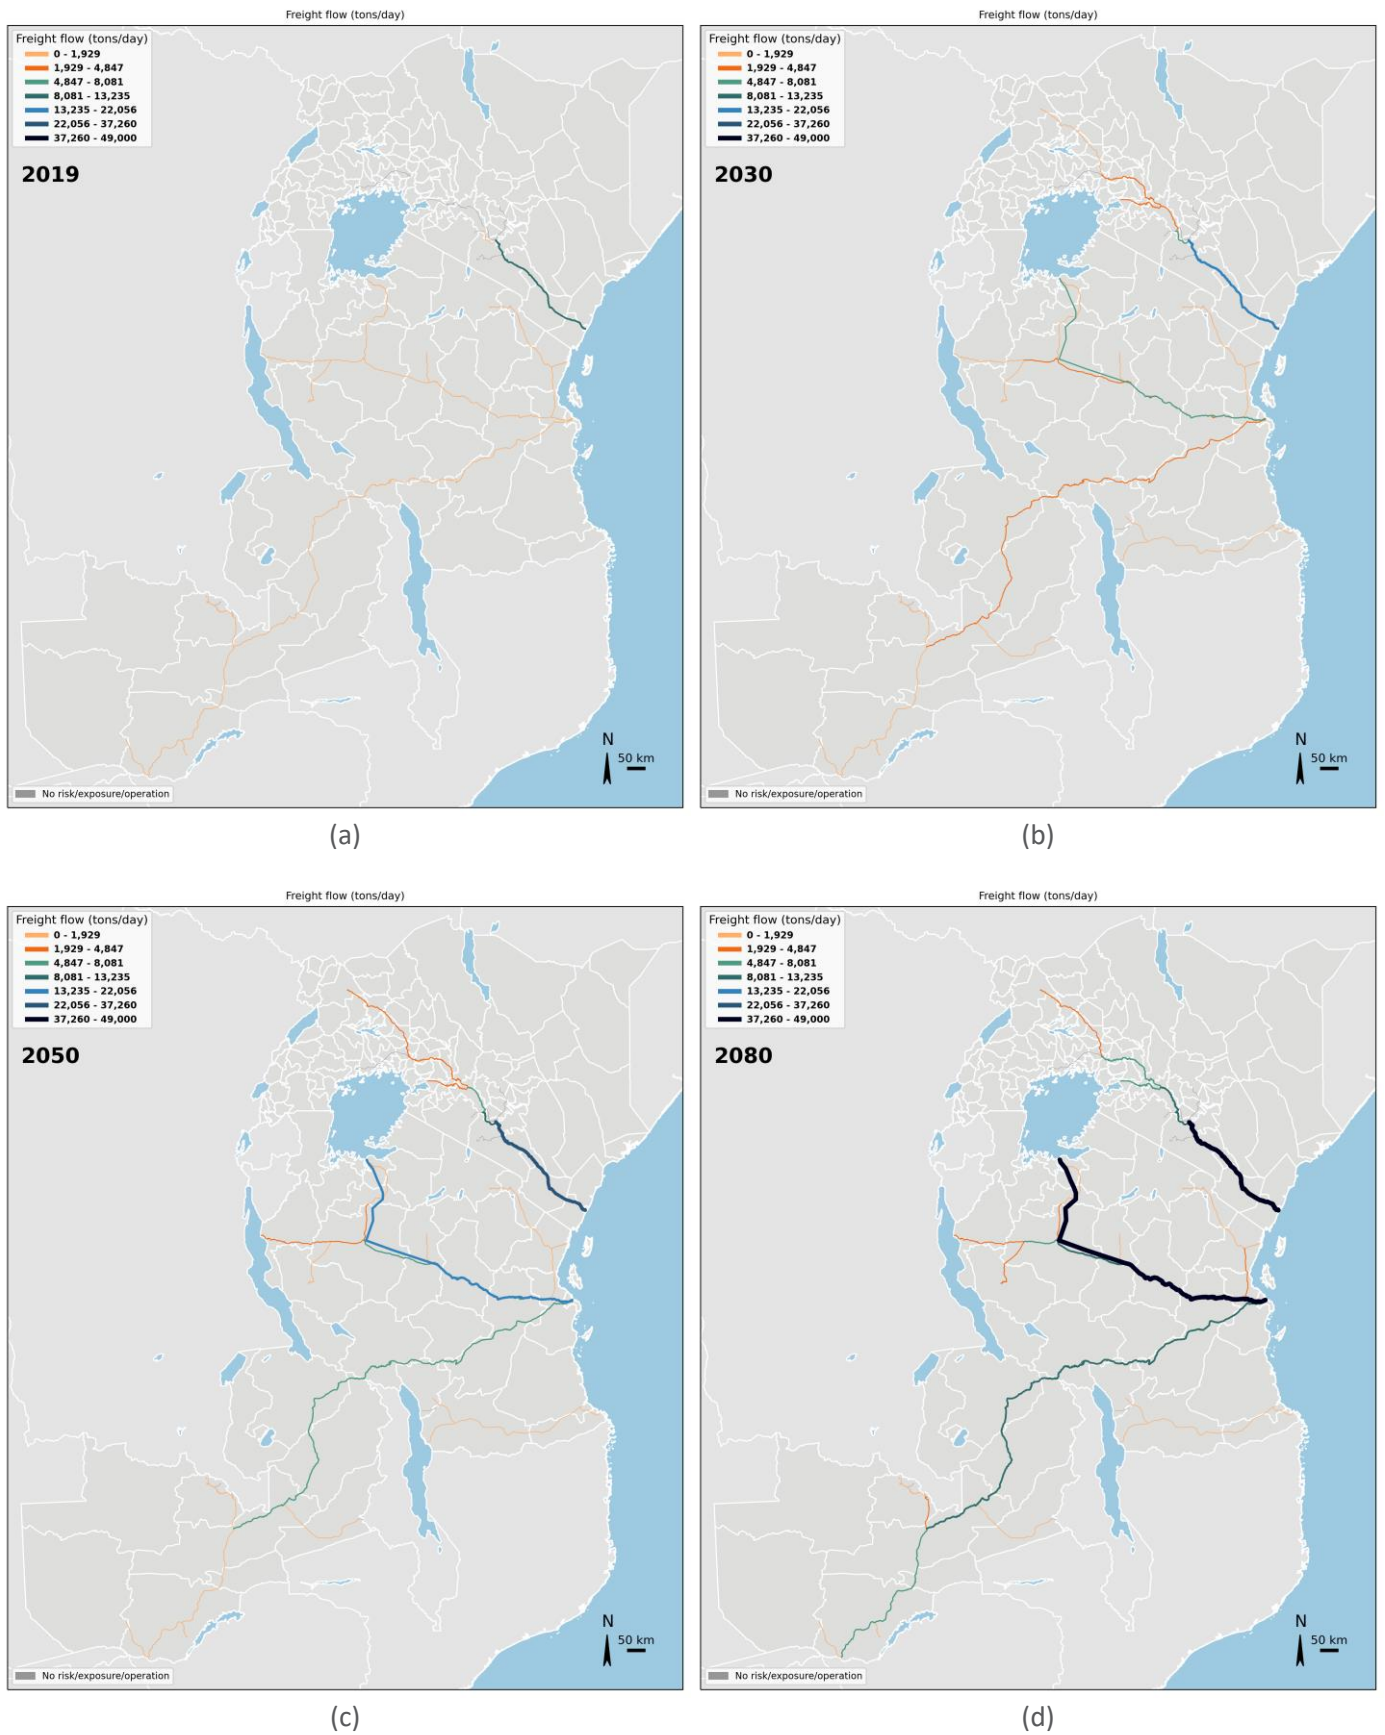 Freight flow (tons/day)
Freight flow (tons/day)
0 - 1,929
1,929 - 4,847
4,847 - 8,081
8,081 - 13,235
13,235 - 22,056
22,056 - 37,260
37,260 - 49,000
2019
N
50 km
No risk/exposure/operation
(a)
Freight flow (tons/day)
Freight flow (tons/day)
0 - 1,929
1,929 - 4,847
4,847 - 8,081
8,081 - 13,235
13,235 - 22,056
22,056 - 37,260
37,260 - 49,000
2030
N
50 km
No risk/exposure/operation
(b)
Freight flow (tons/day)
Freight flow (tons/day)
0 - 1,929
1,929 - 4,847
4,847 - 8,081
8,081 - 13,235
13,235 - 22,056
22,056 - 37,260
37,260 - 49,000
2050
N
50 km
No risk/exposure/operation
(c)
Freight flow (tons/day)
Freight flow (tons/day)
0 - 1,929
1,929 - 4,847
4,847 - 8,081
8,081 - 13,235
13,235 - 22,056
22,056 - 37,260
37,260 - 49,000
2080
N
50 km
No risk/exposure/operation
(d)